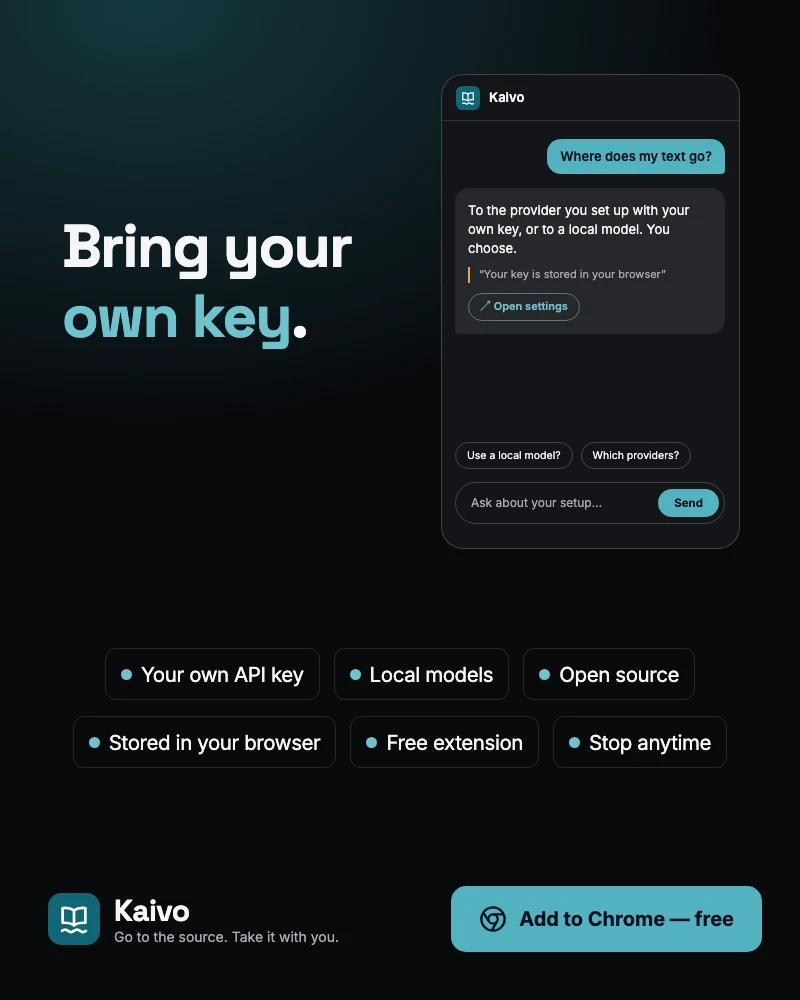 Bring your
own key.
Kaivo
Where does my text go?
To the provider you set up with your
own key, or to a local model. You
choose.
“Your key is stored in your browser”
Open settings
Use a local model?
Which providers?
Ask about your setup...
Send
Your own API key
Local models
Open source
Stored in your browser
Free extension
Stop anytime
Kaivo
Go to the source. Take it with you.
Add to Chrome — free